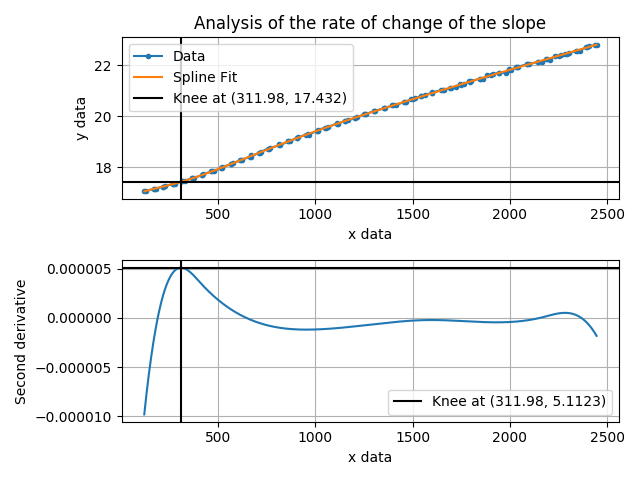 Analysis of the rate of change of the slope
Data
Spline Fit
Knee at (311.98, 17.432)
y data
22
20
18
500
1000
1500
2000
2500
x data
Second derivative
0.000005
0.000000
−0.000005
−0.000010
Knee at (311.98, 5.1123)
500
1000
1500
2000
2500
x data